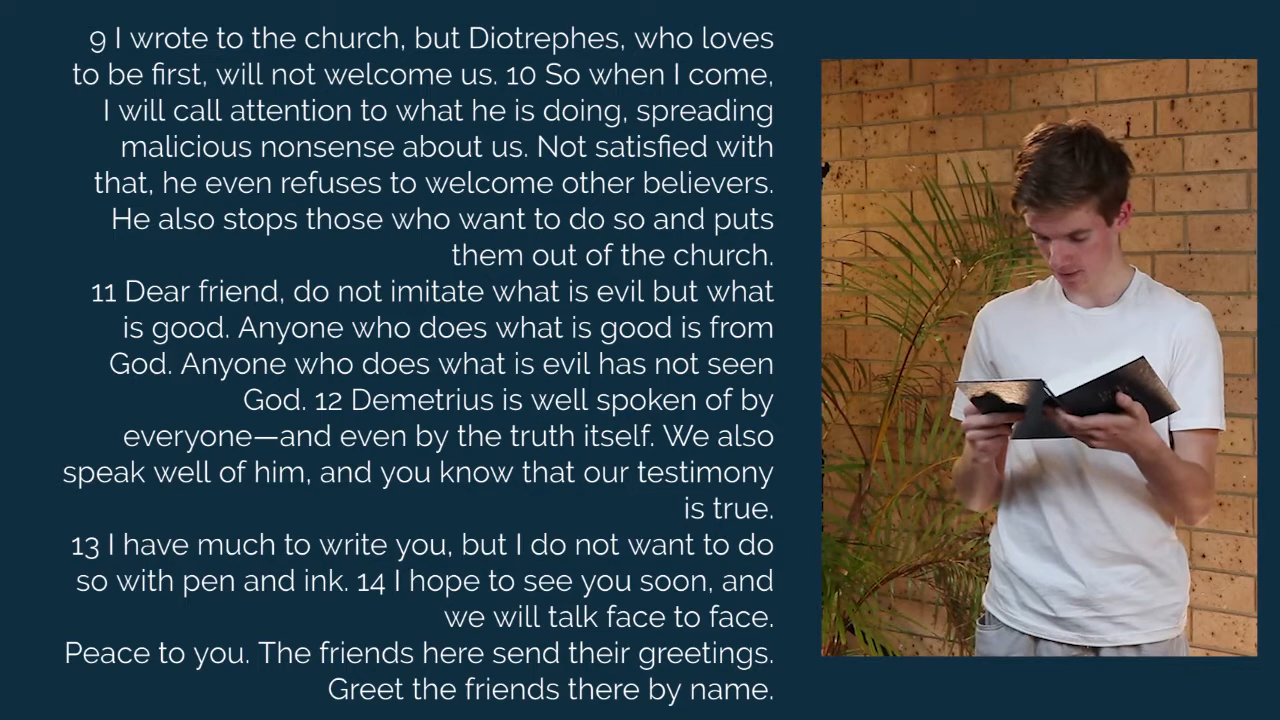 9 I wrote to the church, but Diotrephes, who loves
to be first, will not welcome us. 10 So when I come,
I will call attention to what he is doing, spreading
malicious nonsense about us. Not satisfied with
that, he even refuses to welcome other believers.
He also stops those who want to do so and puts
them out of the church.
11 Dear friend, do not imitate what is evil but what
is good. Anyone who does what is good is from
God. Anyone who does what is evil has not seen
God. 12 Demetrius is well spoken of by
everyone—and even by the truth itself. We also
speak well of him, and you know that our testimony
is true.
13 I have much to write you, but I do not want to do
so with pen and ink. 14 I hope to see you soon, and
we will talk face to face.
Peace to you. The friends here send their greetings.
Greet the friends there by name.